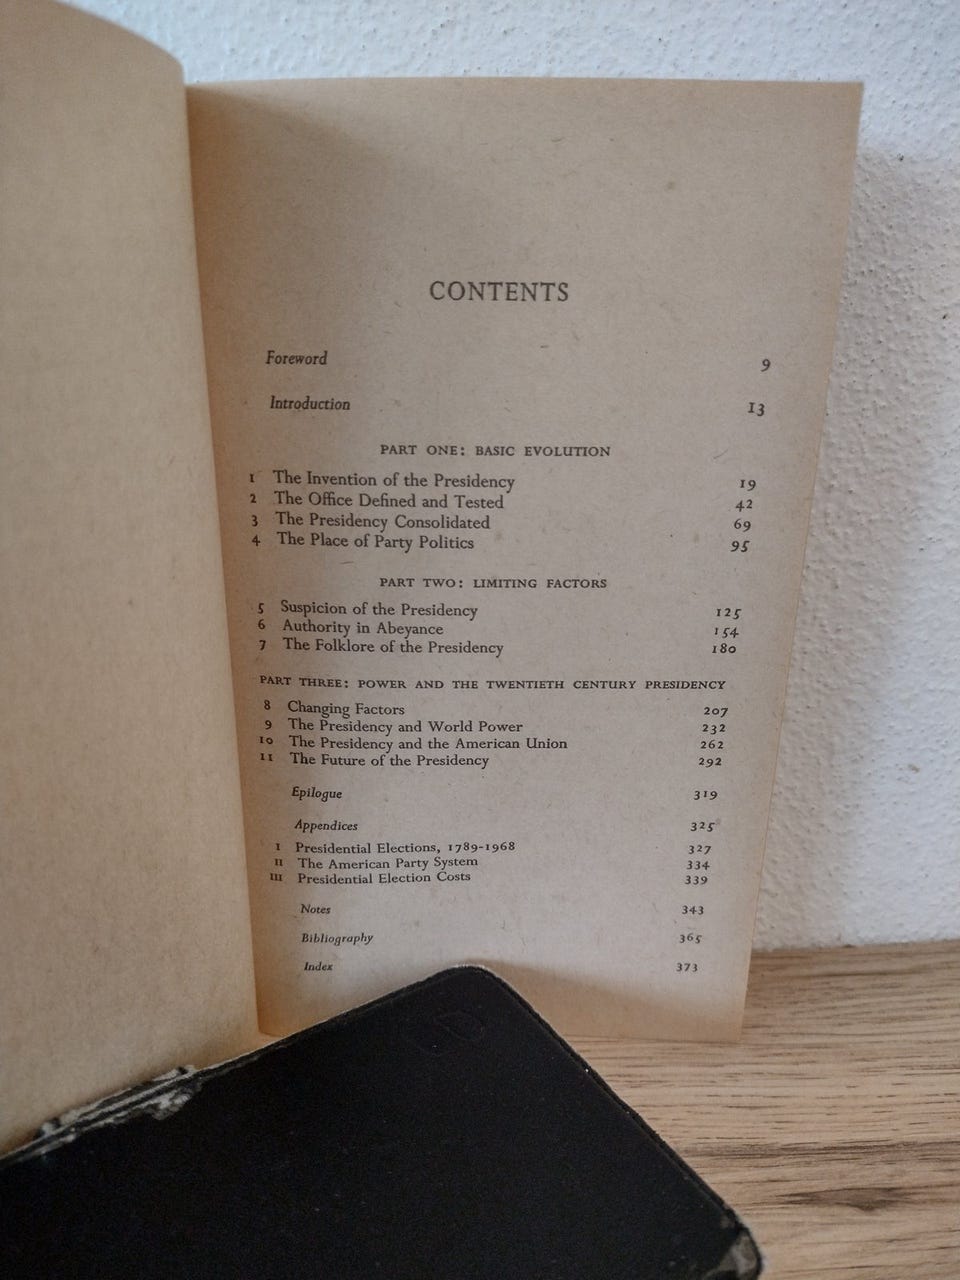 CONTENTS
Foreword 9
Introduction 13
PART ONE: BASIC EVOLUTION
1 The Invention of the Presidency 19
2 The Office Defined and Tested 42
3 The Presidency Consolidated 69
4 The Place of Party Politics 95
PART TWO: LIMITING FACTORS
5 Suspicion of the Presidency 125
6 Authority in Abeyance 154
7 The Folklore of the Presidency 180
PART THREE: POWER AND THE TWENTIETH CENTURY PRESIDENCY
8 Changing Factors 207
9 The Presidency and World Power 232
10 The Presidency and the American Union 262
11 The Future of the Presidency 292
Epilogue 319
Appendices 325
I Presidential Elections, 1789-1968 327
II The American Party System 334
III Presidential Election Costs 339
Notes 343
Bibliography 365
Index 373